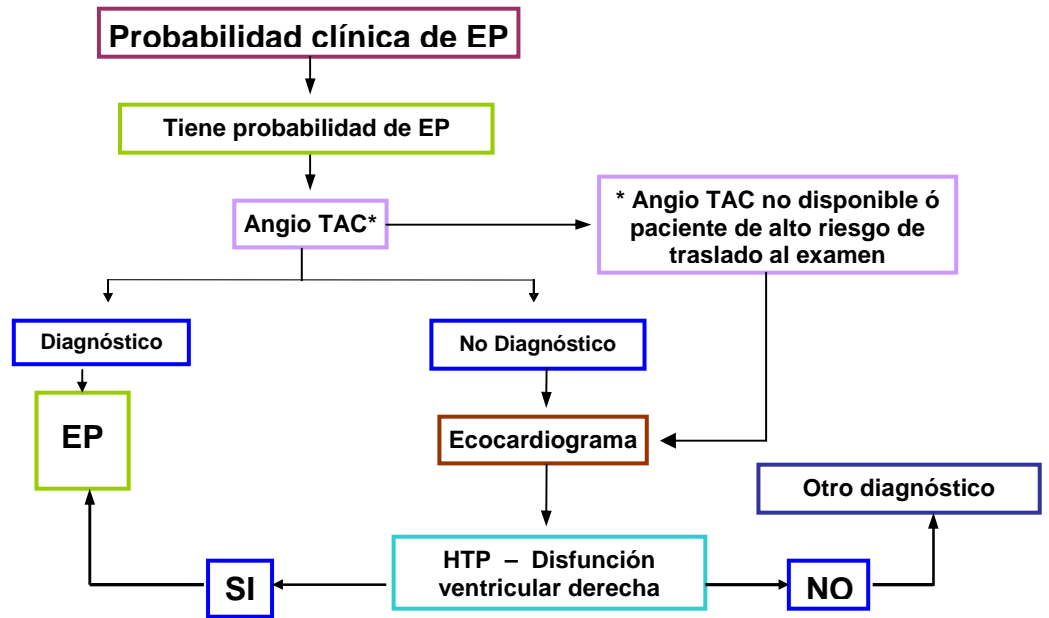 Probabilidad clínica de EP
Tiene probabilidad de EP
Angio TAC*
* Angio TAC no disponible ó
paciente de alto riesgo de
traslado al examen
Diagnóstico
No Diagnóstico
EP
Ecocardiograma
Otro diagnóstico
HTP – Disfunción
ventricular derecha
SI
NO